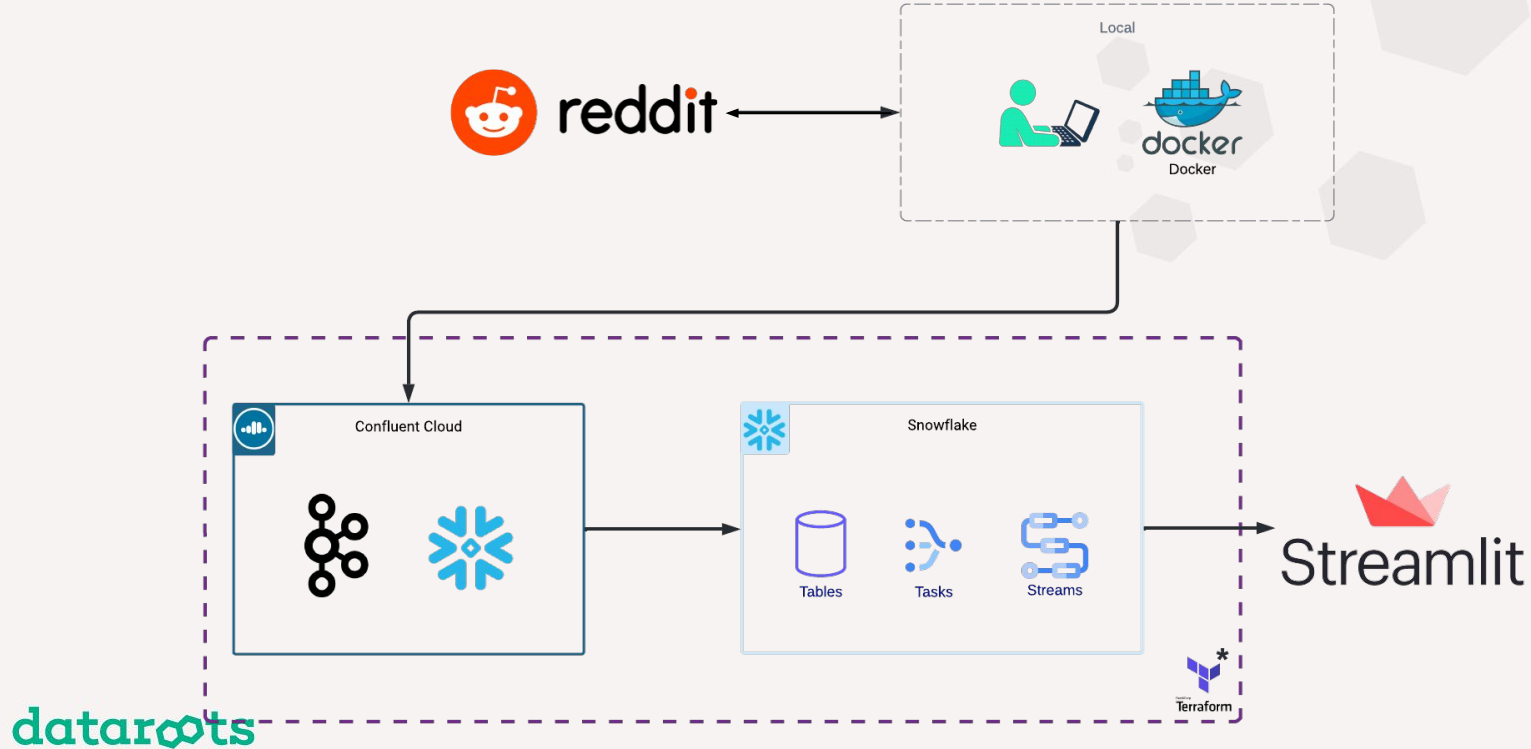 Local
reddit
docker
Docker
Confluent Cloud
Snowflake
Tables
Tasks
Streams
Streamlit
*
Terraform
dataroots